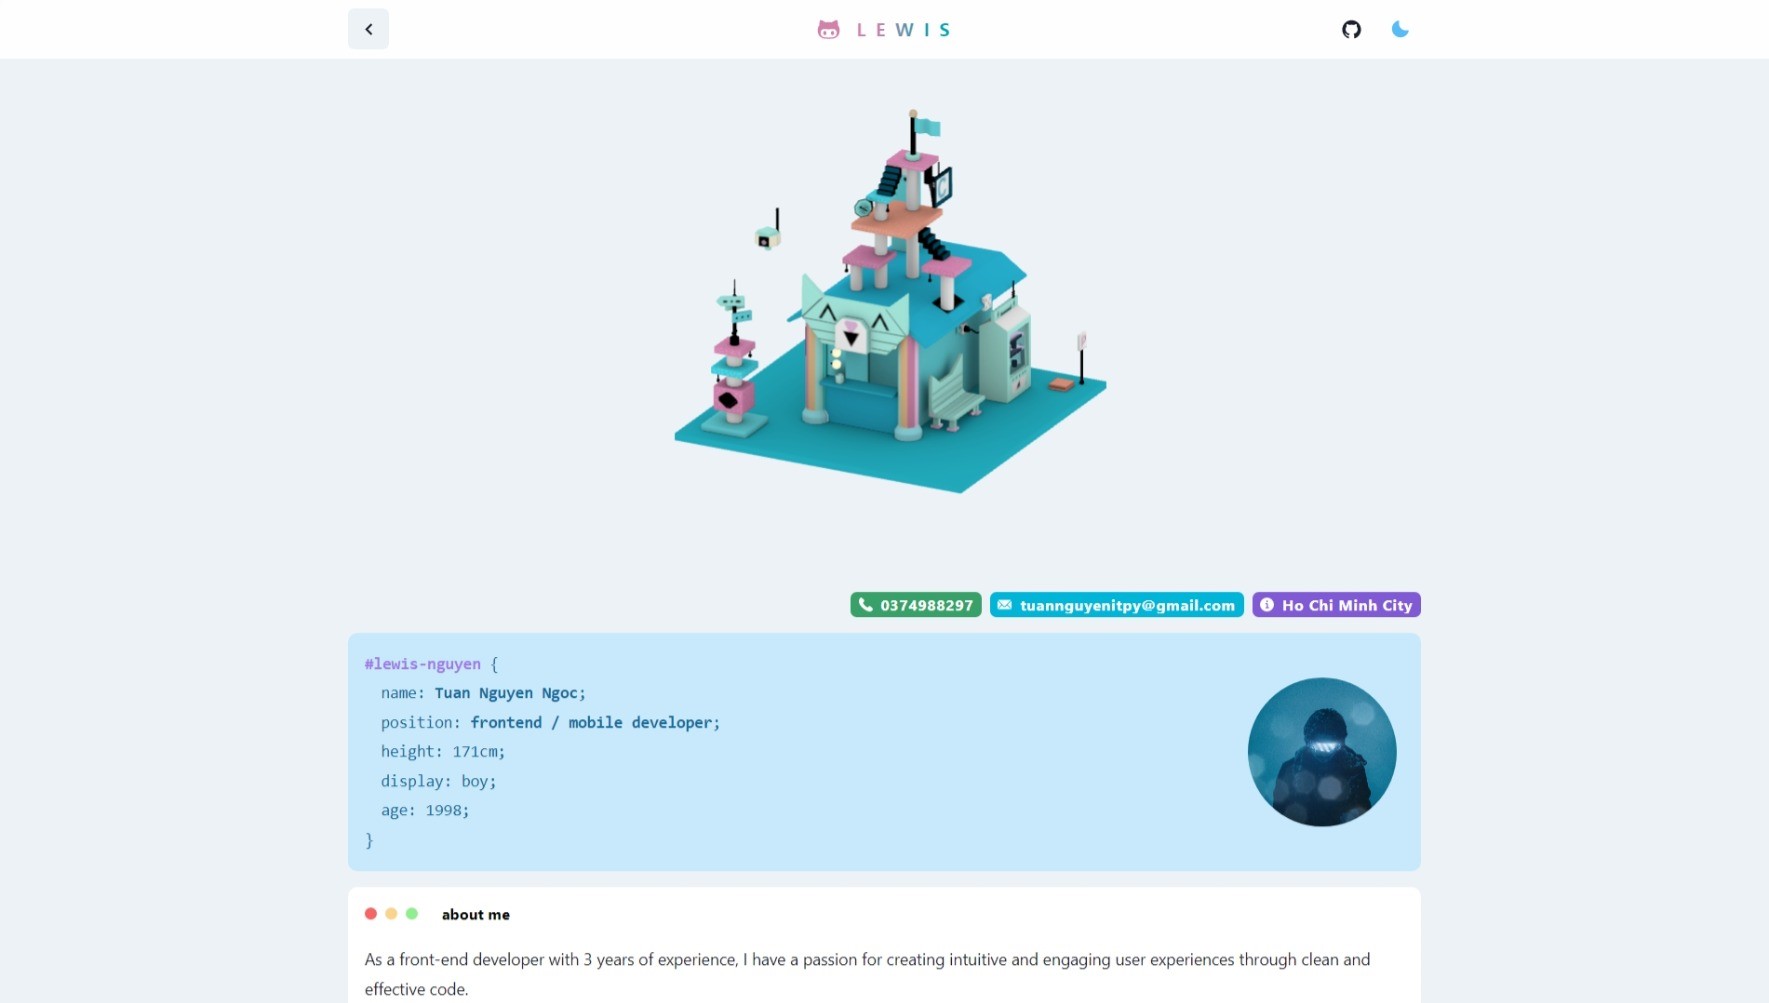 LEWIS
0374988297 tuannguyenitpy@gmail.com Ho Chi Minh City
#lewis-nguyen {
name: Tuan Nguyen Ngoc;
position: frontend / mobile developer;
height: 171cm;
display: boy;
age: 1998;
}
about me
As a front-end developer with 3 years of experience, I have a passion for creating intuitive and engaging user experiences through clean and
effective code.